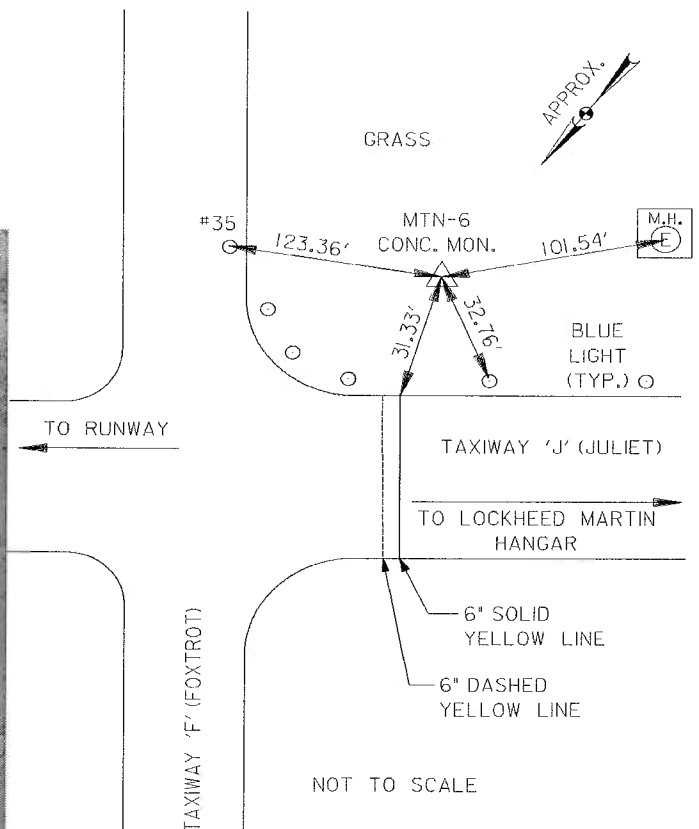 APPROX.
GRASS
#35
MTN-6
CONC. MON.
M.H.
E
123.36'
101.54'
31.33'
32.76'
BLUE
LIGHT
(TYP.)
TO RUNWAY
TAXIWAY 'J' (JULIET)
TO LOCKHEED MARTIN
HANGAR
6" SOLID
YELLOW LINE
6" DASHED
YELLOW LINE
TAXIWAY 'F' (FOXTROT)
NOT TO SCALE